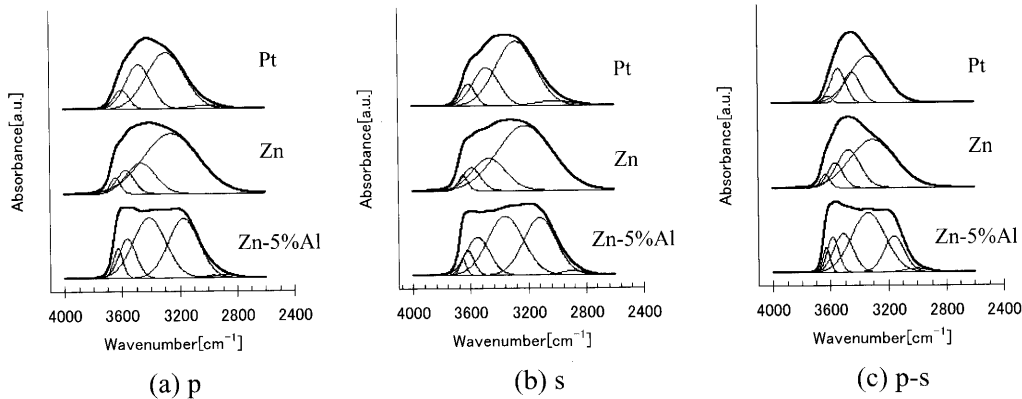 Absorbance[a.u.]
Pt
Zn
Zn-5%Al
4000 3600 3200 2800 2400
Wavenumber[cm⁻¹]
(a) p
Absorbance[a.u.]
Pt
Zn
Zn-5%Al
4000 3600 3200 2800 2400
Wavenumber[cm⁻¹]
(b) s
Absorbance[a.u.]
Pt
Zn
Zn-5%Al
4000 3600 3200 2800 2400
Wavenumber[cm⁻¹]
(c) p-s